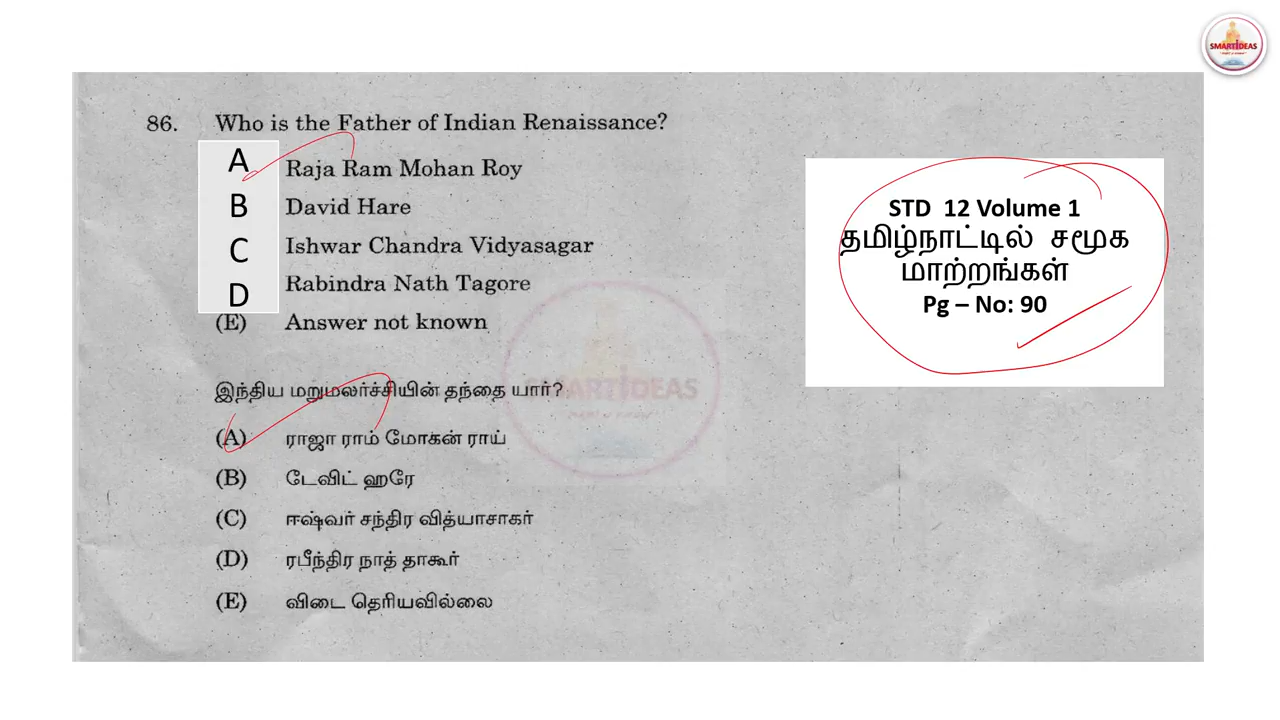 SMARTIDEAS
86. Who is the Father of Indian Renaissance?
A Raja Ram Mohan Roy
B David Hare
C Ishwar Chandra Vidyasagar
D Rabindra Nath Tagore
(E) Answer not known
இந்திய மறுமலர்ச்சியின் தந்தை யார்?
(A) ராஜா ராம் மோகன் ராய்
(B) டேவிட் ஹரே
(C) ஈஷ்வர் சந்திர வித்யாசாகர்
(D) ரபீந்திர நாத் தாகூர்
(E) விடை தெரியவில்லை
STD 12 Volume 1
தமிழ்நாட்டில் சமூக
மாற்றங்கள்
Pg – No: 90
SMARTIDEAS